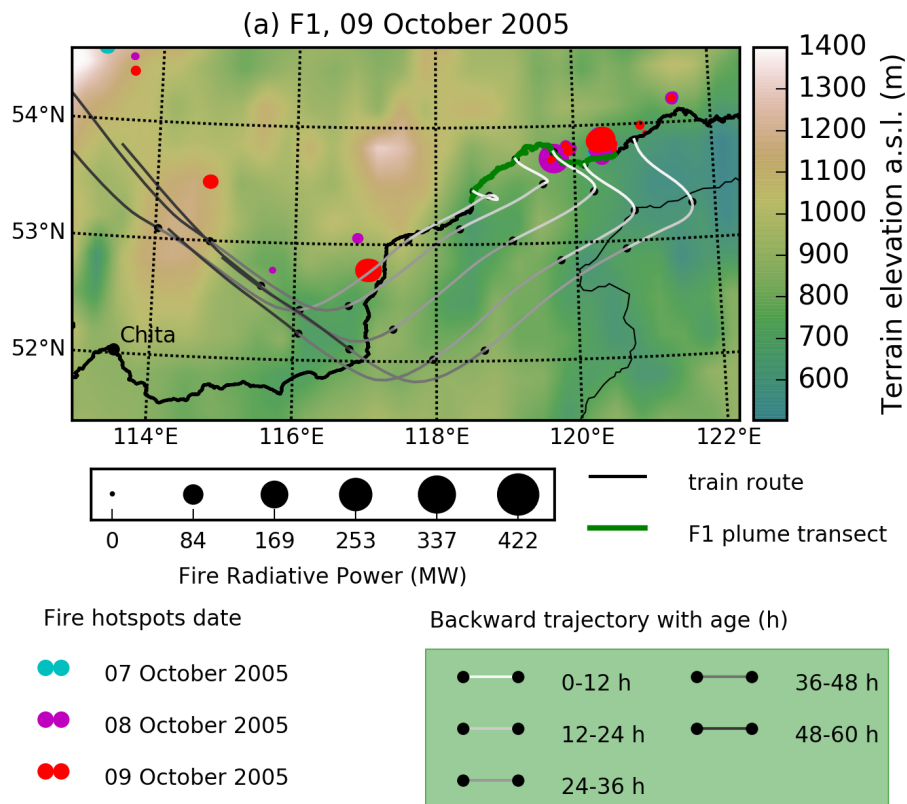 (a) F1, 09 October 2005
54°N
53°N
52°N
Chita
114°E 116°E 118°E 120°E 122°E
1400
1300
1200
1100
1000
900
800
700
600
Terrain elevation a.s.l. (m)
0 84 169 253 337 422
Fire Radiative Power (MW)
train route
F1 plume transect
Fire hotspots date
07 October 2005
08 October 2005
09 October 2005
Backward trajectory with age (h)
0-12 h 36-48 h
12-24 h 48-60 h
24-36 h